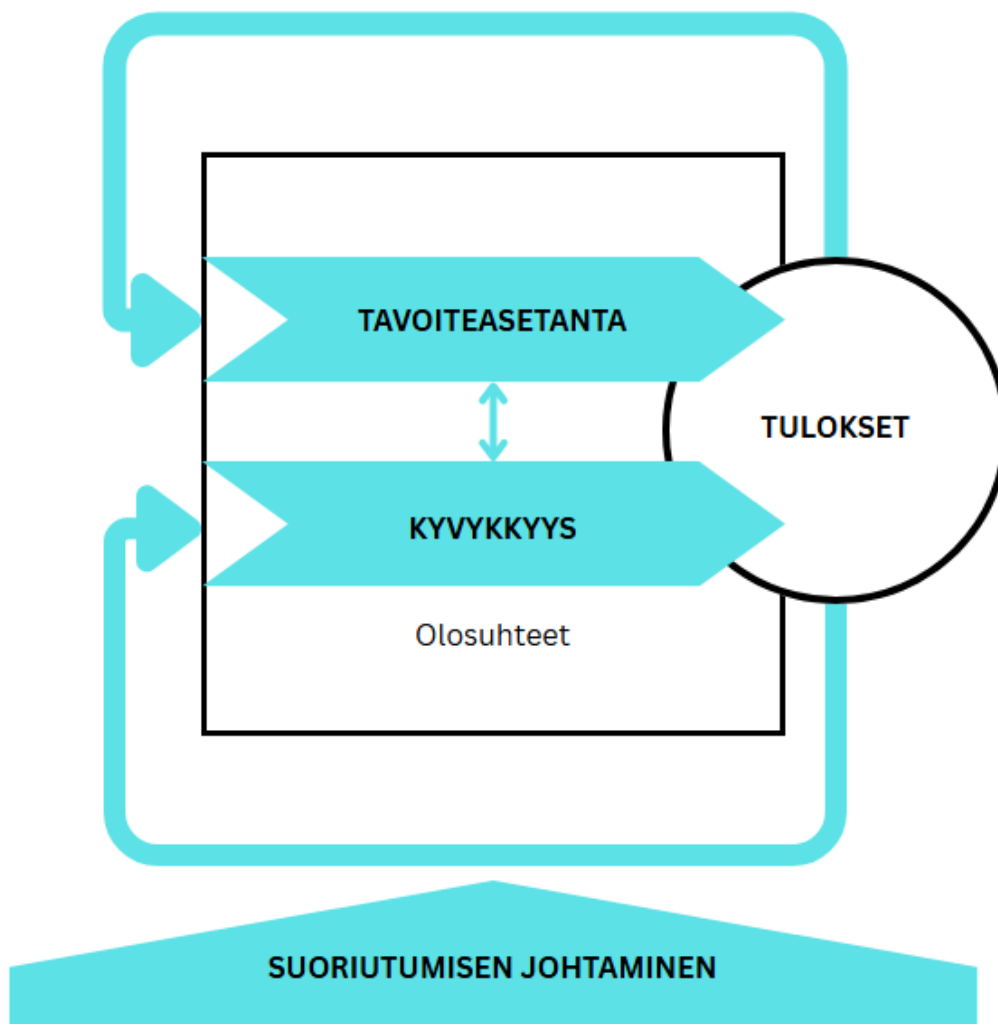 TAVOITEASETANTA
TULOKSET
KYVYKKYYS
Olosuhteet
SUORIUTUMISEN JOHTAMINEN